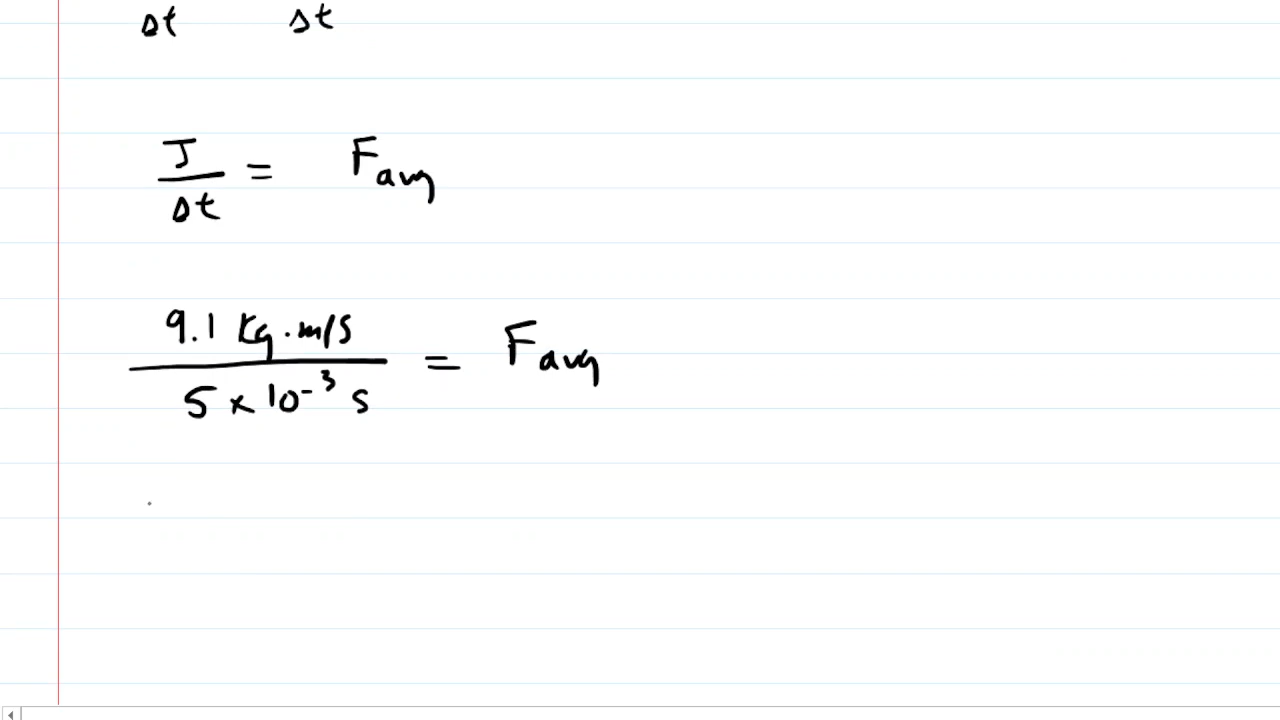 Δt Δt
J/Δt = Favg
9.1 kg·m/s / 5 × 10⁻³ s = Favg